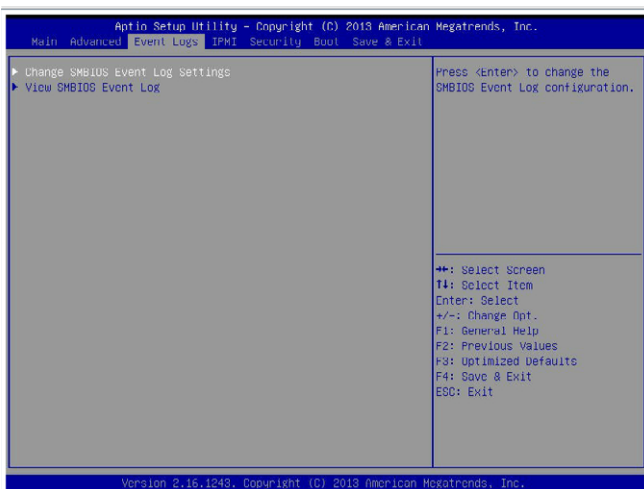 Aptio Setup Utility – Copyright (C) 2013 American Megatrends, Inc.
Main Advanced Event Logs IPMI Security Boot Save & Exit
▶ Change SMBIOS Event Log Settings
▶ View SMBIOS Event Log
Press <Enter> to change the
SMBIOS Event Log configuration.
→←: Select Screen
↑↓: Select Item
Enter: Select
+/-: Change Opt.
F1: General Help
F2: Previous Values
F3: Optimized Defaults
F4: Save & Exit
ESC: Exit
Version 2.16.1243. Copyright (C) 2013 American Megatrends, Inc.